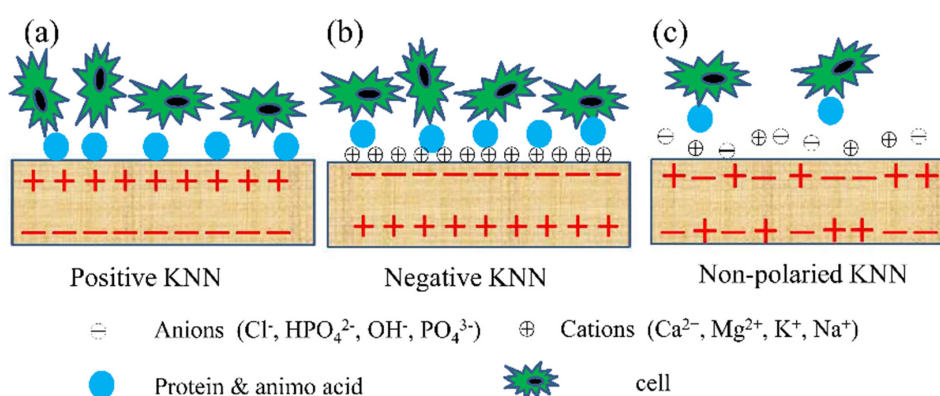 (a) (b) (c)
Positive KNN Negative KNN Non-polaried KNN
Anions (Cl⁻, HPO₄²⁻, OH⁻, PO₄³⁻) Cations (Ca²⁻, Mg²⁺, K⁺, Na⁺)
Protein & animo acid cell